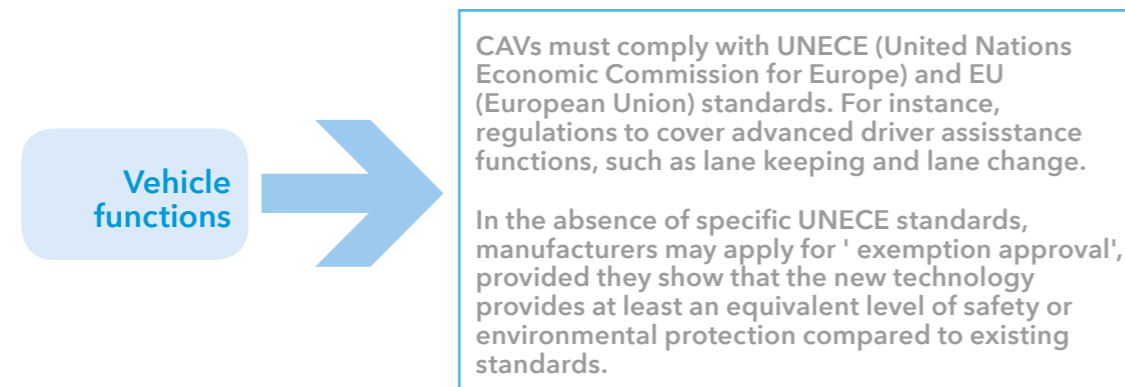 Vehicle
functions
CAVs must comply with UNECE (United Nations
Economic Commission for Europe) and EU
(European Union) standards. For instance,
regulations to cover advanced driver assisstance
functions, such as lane keeping and lane change.
In the absence of specific UNECE standards,
manufacturers may apply for ' exemption approval',
provided they show that the new technology
provides at least an equivalent level of safety or
environmental protection compared to existing
standards.